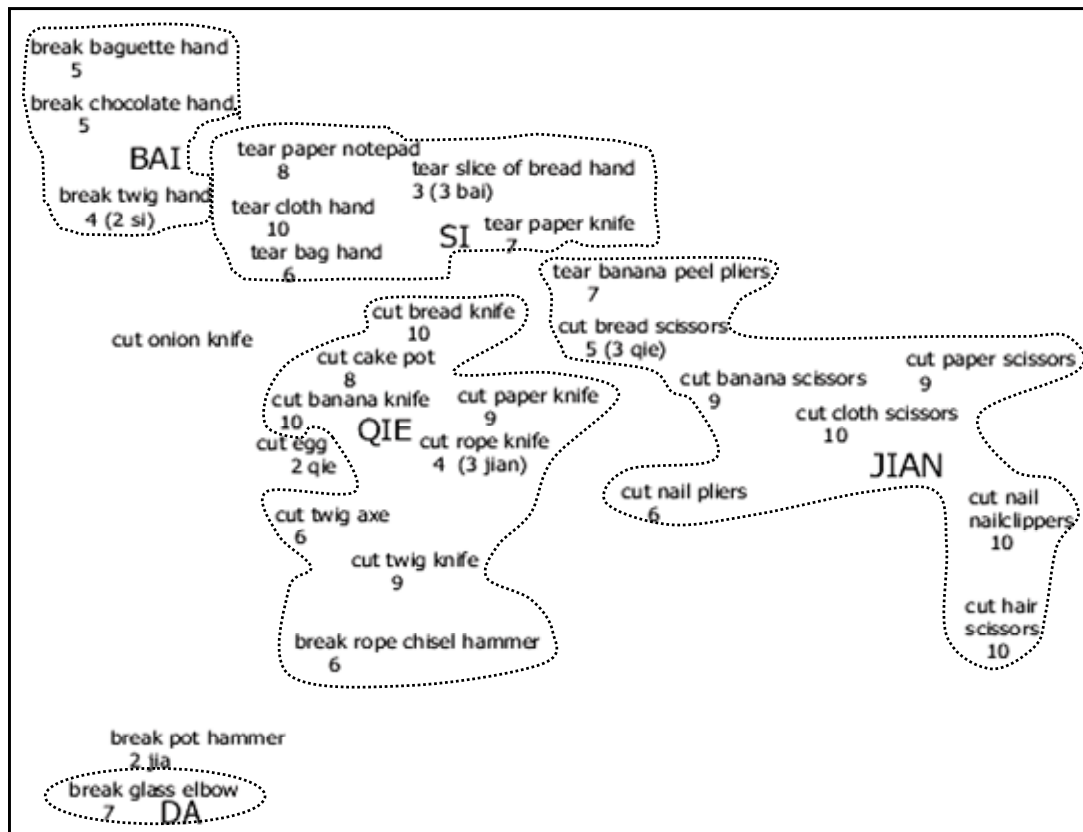 break baguette hand
5
break chocolate hand
5
BAI
break twig hand
4 (2 si)
tear paper notepad
8
tear slice of bread hand
3 (3 bai)
tear cloth hand
10
SI
tear paper knife
7
tear bag hand
6
tear banana peel pliers
7
cut bread knife
10
cut onion knife
cut bread scissors
5 (3 qie)
cut cake pot
8
cut paper scissors
9
cut banana scissors
9
cut banana knife
10
cut paper knife
9
cut cloth scissors
10
QIE
cut egg
2 qie
cut rope knife
4 (3 jian)
JIAN
cut nail pliers
6
cut nail
nailclippers
10
cut twig axe
6
cut twig knife
9
cut hair
scissors
10
break rope chisel hammer
6
break pot hammer
2 jia
break glass elbow
7
DA